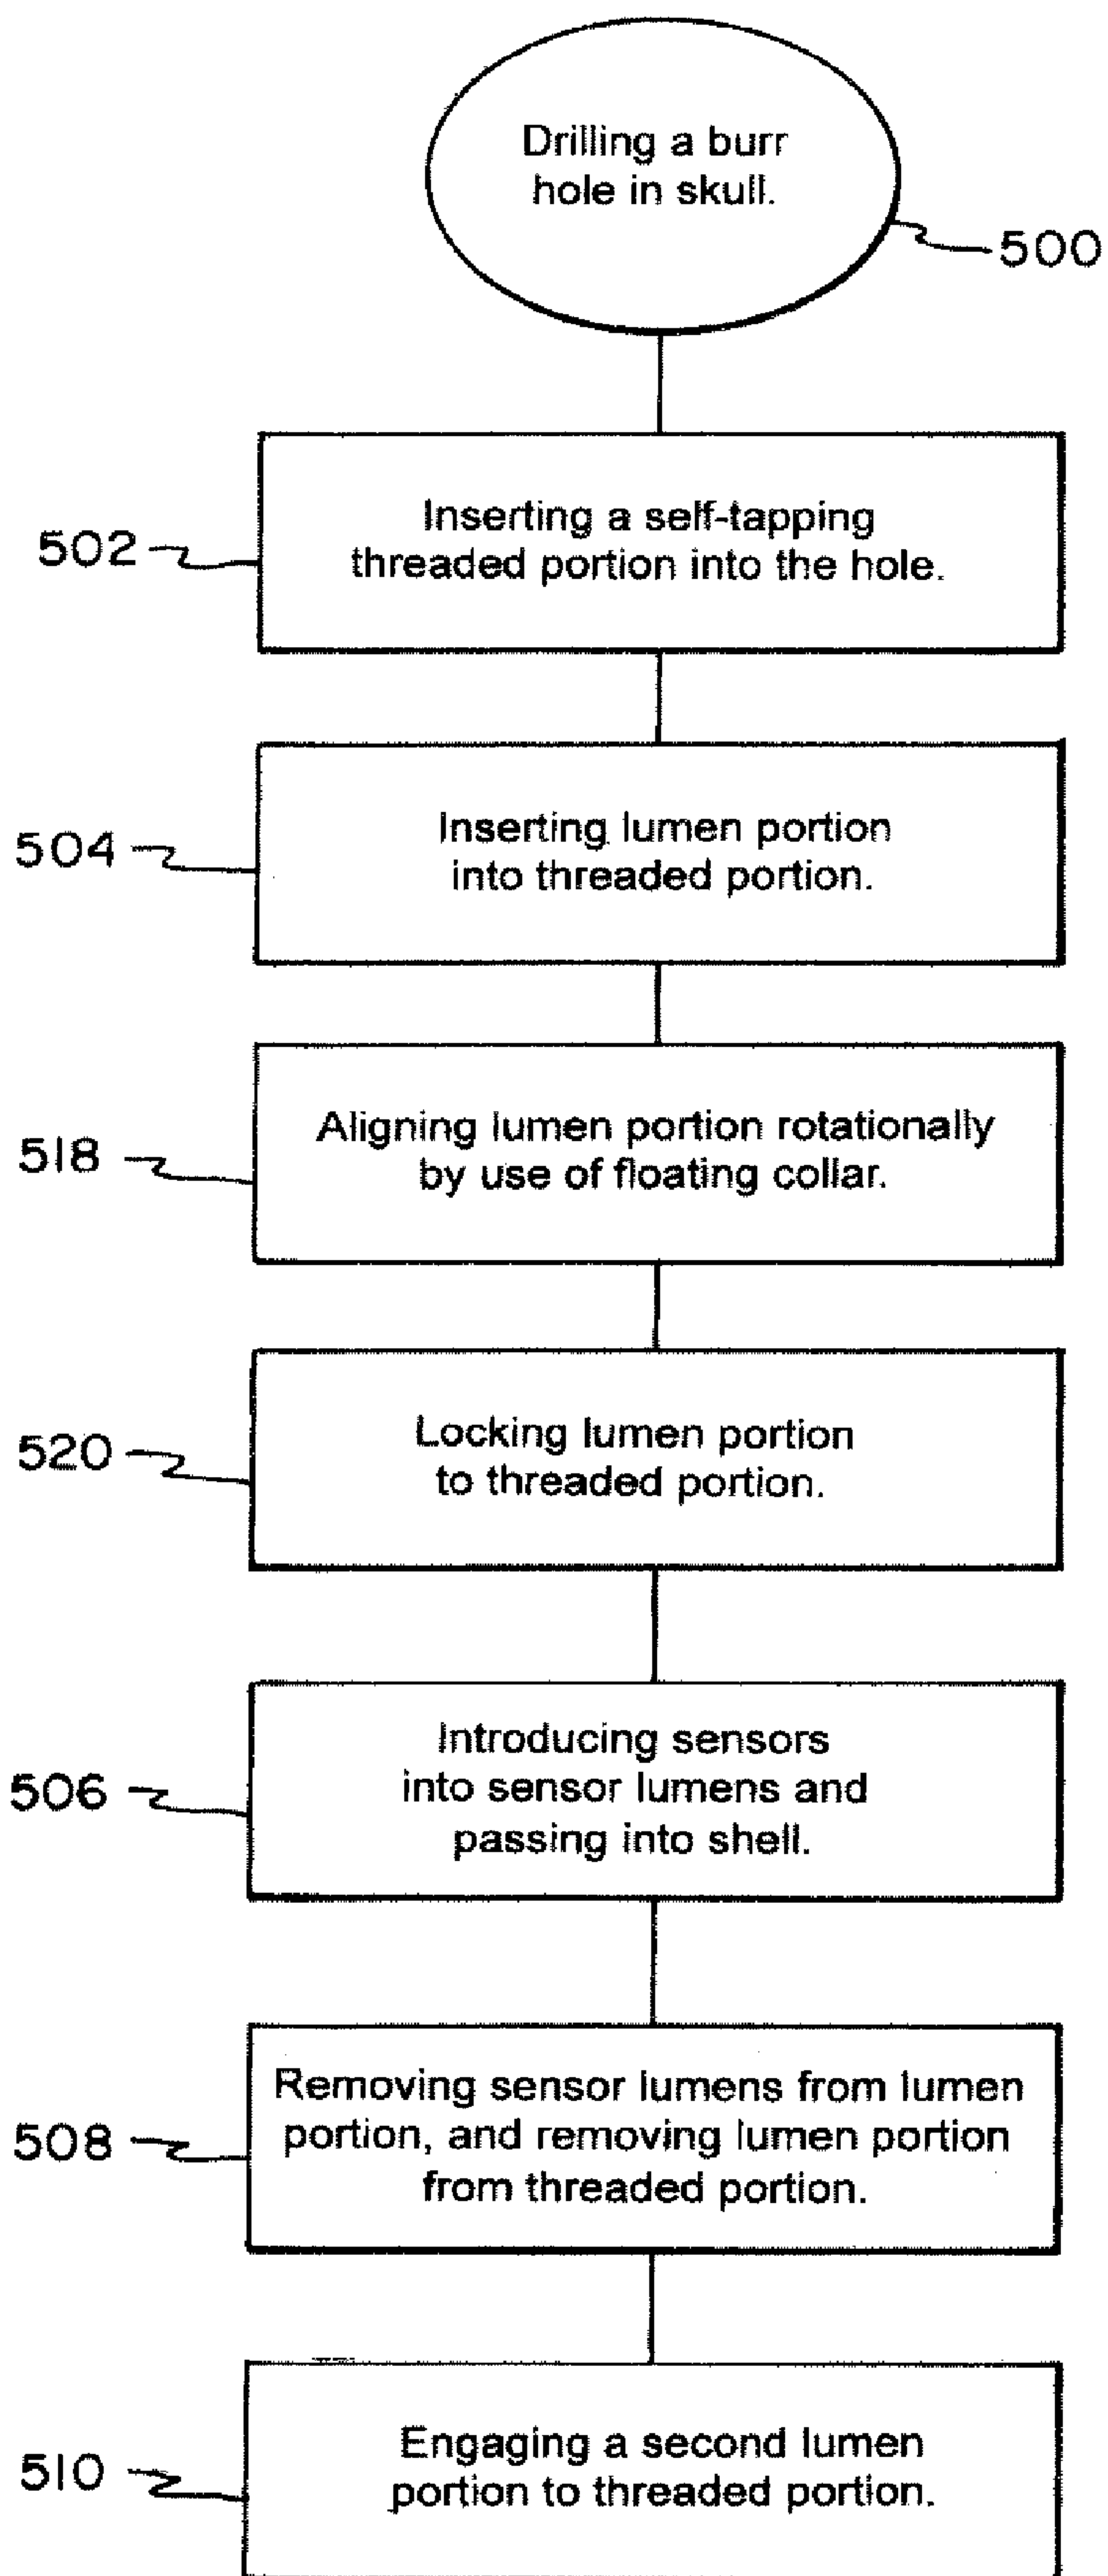 Drilling a burr
hole in skull.
500
Inserting a self-tapping
threaded portion into the hole.
502
Inserting lumen portion
into threaded portion.
504
Aligning lumen portion rotationally
by use of floating collar.
518
Locking lumen portion
to threaded portion.
520
Introducing sensors
into sensor lumens and
passing into shell.
506
Removing sensor lumens from lumen
portion, and removing lumen portion
from threaded portion.
508
Engaging a second lumen
portion to threaded portion.
510